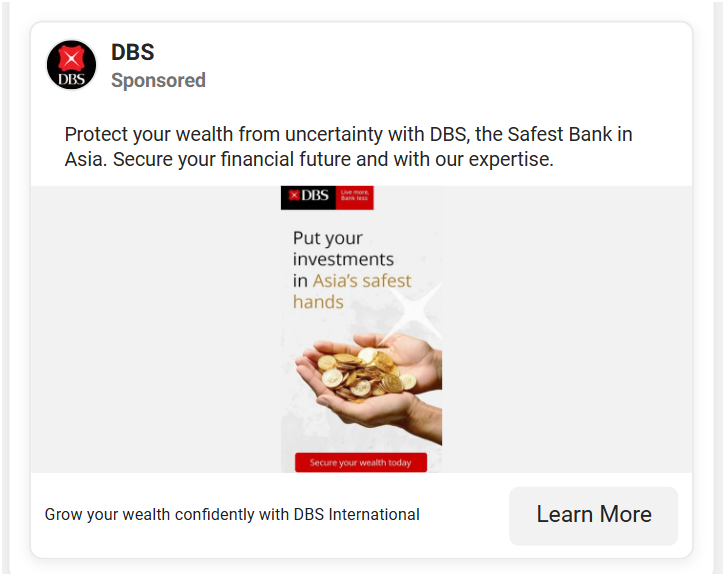 DBS
DBS
Sponsored
Protect your wealth from uncertainty with DBS, the Safest Bank in
Asia. Secure your financial future and with our expertise.
DBS
Live more,
Bank less
Put your
investments
in Asia's safest
hands
Secure your wealth today
Grow your wealth confidently with DBS International
Learn More